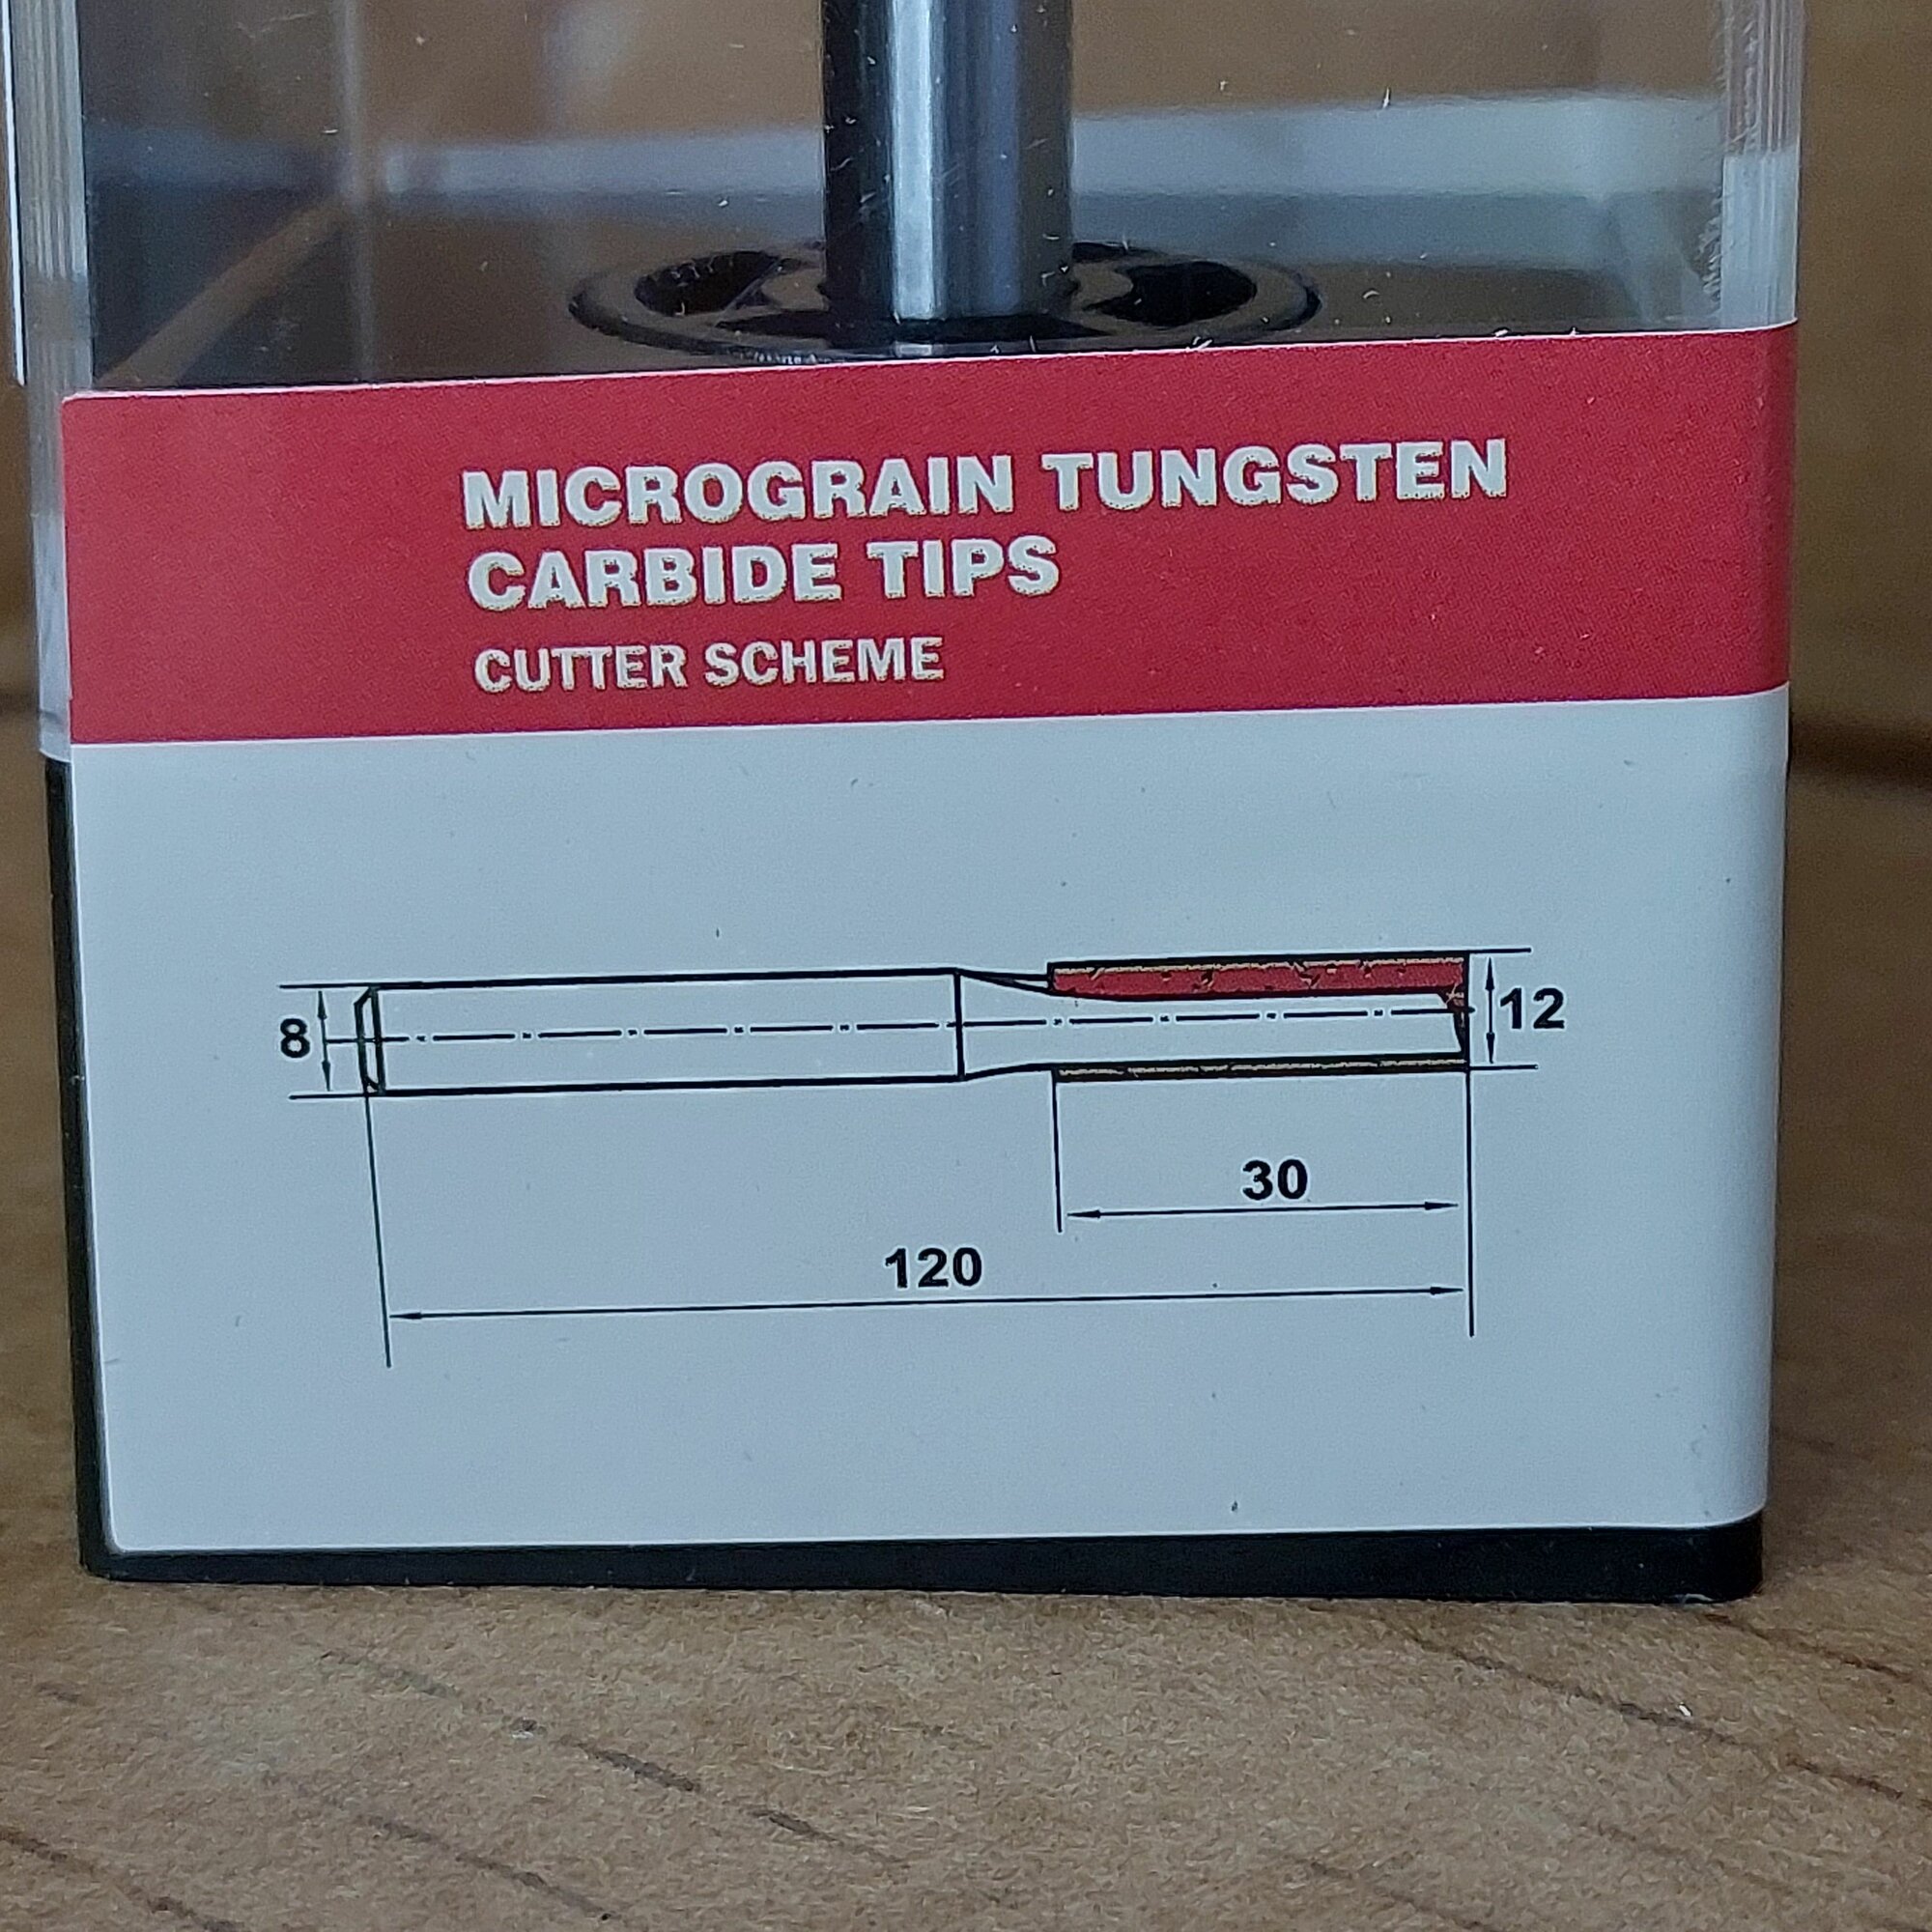 MICROGRAIN TUNGSTEN
CARBIDE TIPS
CUTTER SCHEME
8
12
30
120